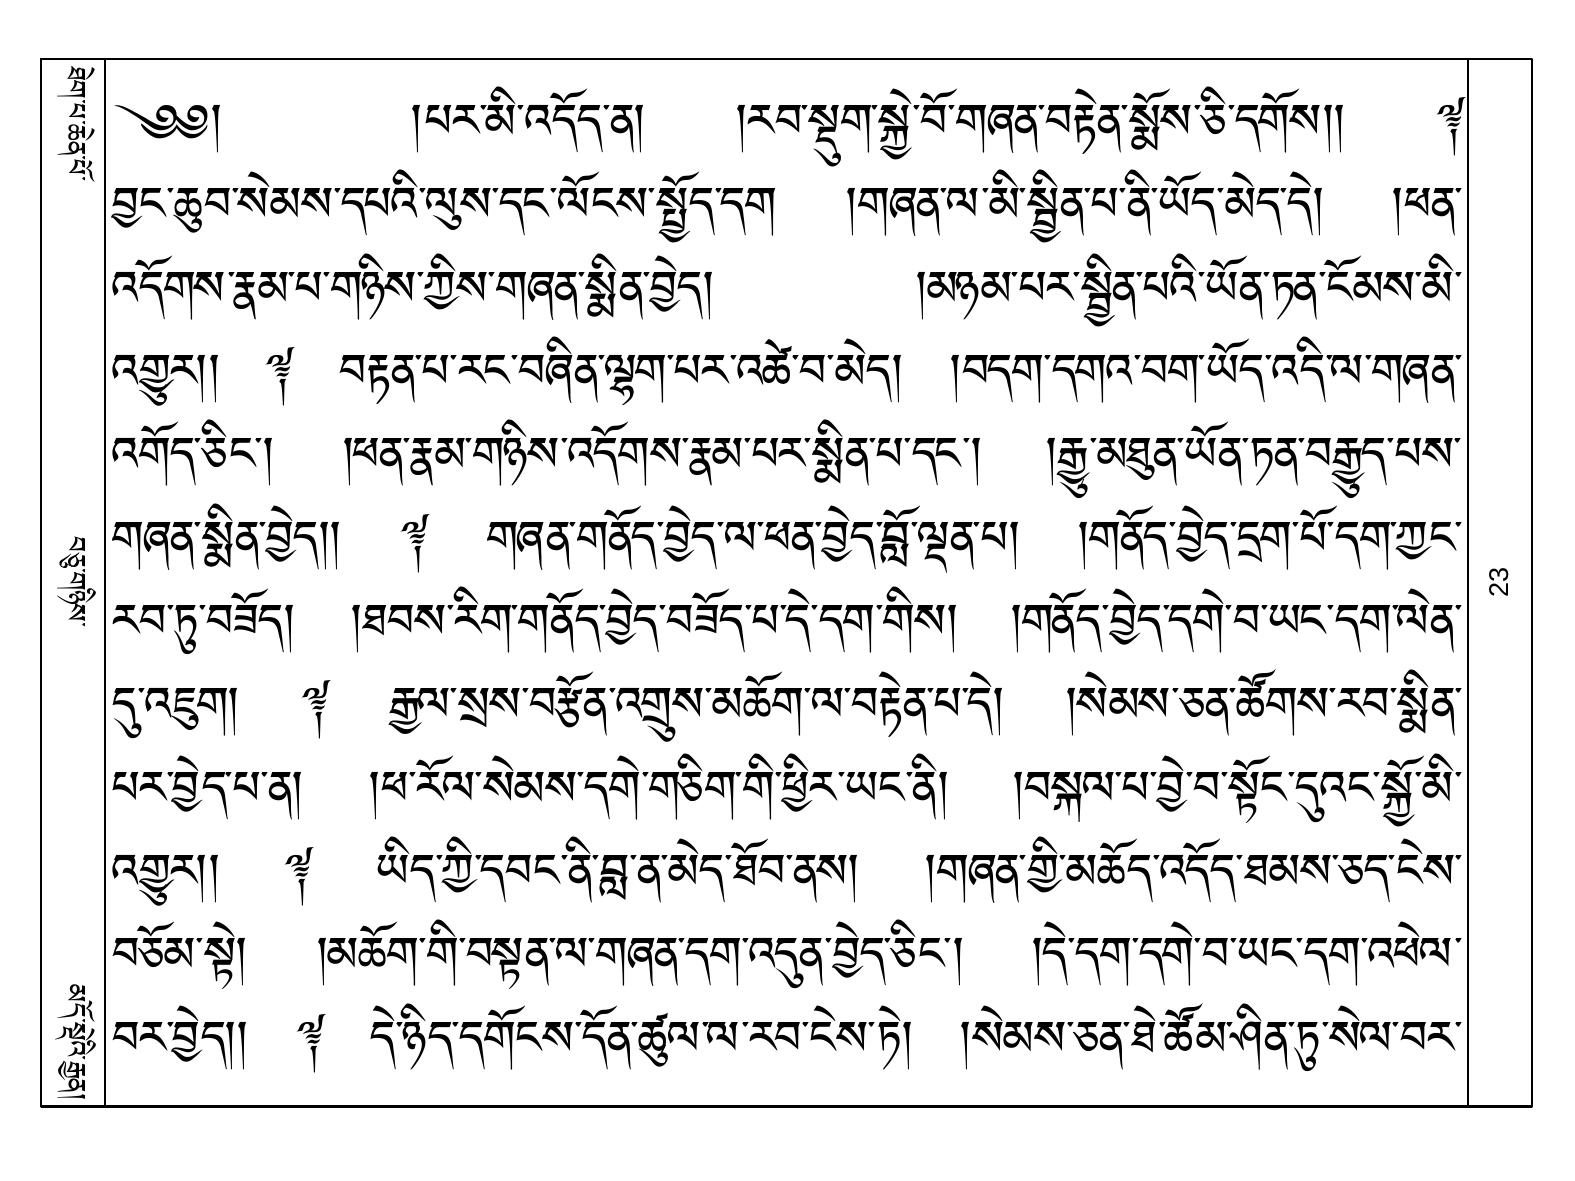 ཐེག་པ་ཆེན་པོ་
༄༅། །པར་མི་འདོད་ན། །རབ་སྡུག་སྐྱེ་བོ་གཞན་བརྟེན་སྨོས་ཅི་དགོས།། ༈
བྱང་ཆུབ་སེམས་དཔའི་ལུས་དང་ལོངས་སྤྱོད་དག །གཞན་ལ་མི་སྦྱིན་པ་ནི་ཡོད་མེད་དེ། །ཕན་
འདོགས་རྣམ་པ་གཉིས་ཀྱིས་གཞན་སྨིན་བྱེད། །མཉམ་པར་སྦྱིན་པའི་ཡོན་ཏན་ངོམས་མི་
འགྱུར།། ༈ བརྟན་པ་རང་བཞིན་ལྷག་པར་འཚེ་བ་མེད། །བདག་དགའ་བག་ཡོད་འདི་ལ་གཞན་
འགོད་ཅིང་། །ཕན་རྣམ་གཉིས་འདོགས་རྣམ་པར་སྨིན་པ་དང་། །རྒྱུ་མཐུན་ཡོན་ཏན་བརྒྱུད་པས་
གཞན་སྨིན་བྱེད།། ༈ གཞན་གནོད་བྱེད་ལ་ཕན་བྱེད་བློ་ལྡན་པ། །གནོད་བྱེད་དྲག་པོ་དག་ཀྱང་
རབ་ཏུ་བཟོད། །ཐབས་རིག་གནོད་བྱེད་བཟོད་པ་དེ་དག་གིས། །གནོད་བྱེད་དགེ་བ་ཡང་དག་ལེན་
དུ་འཇུག། ༈ རྒྱལ་སྲས་བརྩོན་འགྲུས་མཆོག་ལ་བརྟེན་པ་དེ། །སེམས་ཅན་ཚོགས་རབ་སྨིན་
པར་བྱེད་པ་ན། །ཕ་རོལ་སེམས་དགེ་གཅིག་གི་ཕྱིར་ཡང་ནི། །བསྐལ་པ་བྱེ་བ་སྟོང་དུའང་སྐྱོ་མི་
འགྱུར།། ༈ ཡིད་ཀྱི་དབང་ནི་བླ་ན་མེད་ཐོབ་ནས། །གཞན་གྱི་མཆོད་འདོད་ཐམས་ཅད་ངེས་
བཅོམ་སྟེ། །མཆོག་གི་བསྟན་ལ་གཞན་དག་འདུན་བྱེད་ཅིང་། །དེ་དག་དགེ་བ་ཡང་དག་འཕེལ་
བར་བྱེད།། ༈ དེ་ཉིད་དགོངས་དོན་ཚུལ་ལ་རབ་ངེས་ཏེ། །སེམས་ཅན་ཐེ་ཚོམ་ཤིན་ཏུ་སེལ་བར་
བཅུ་གཉིས་
མདོ་སྡེའི་རྒྱན།
23